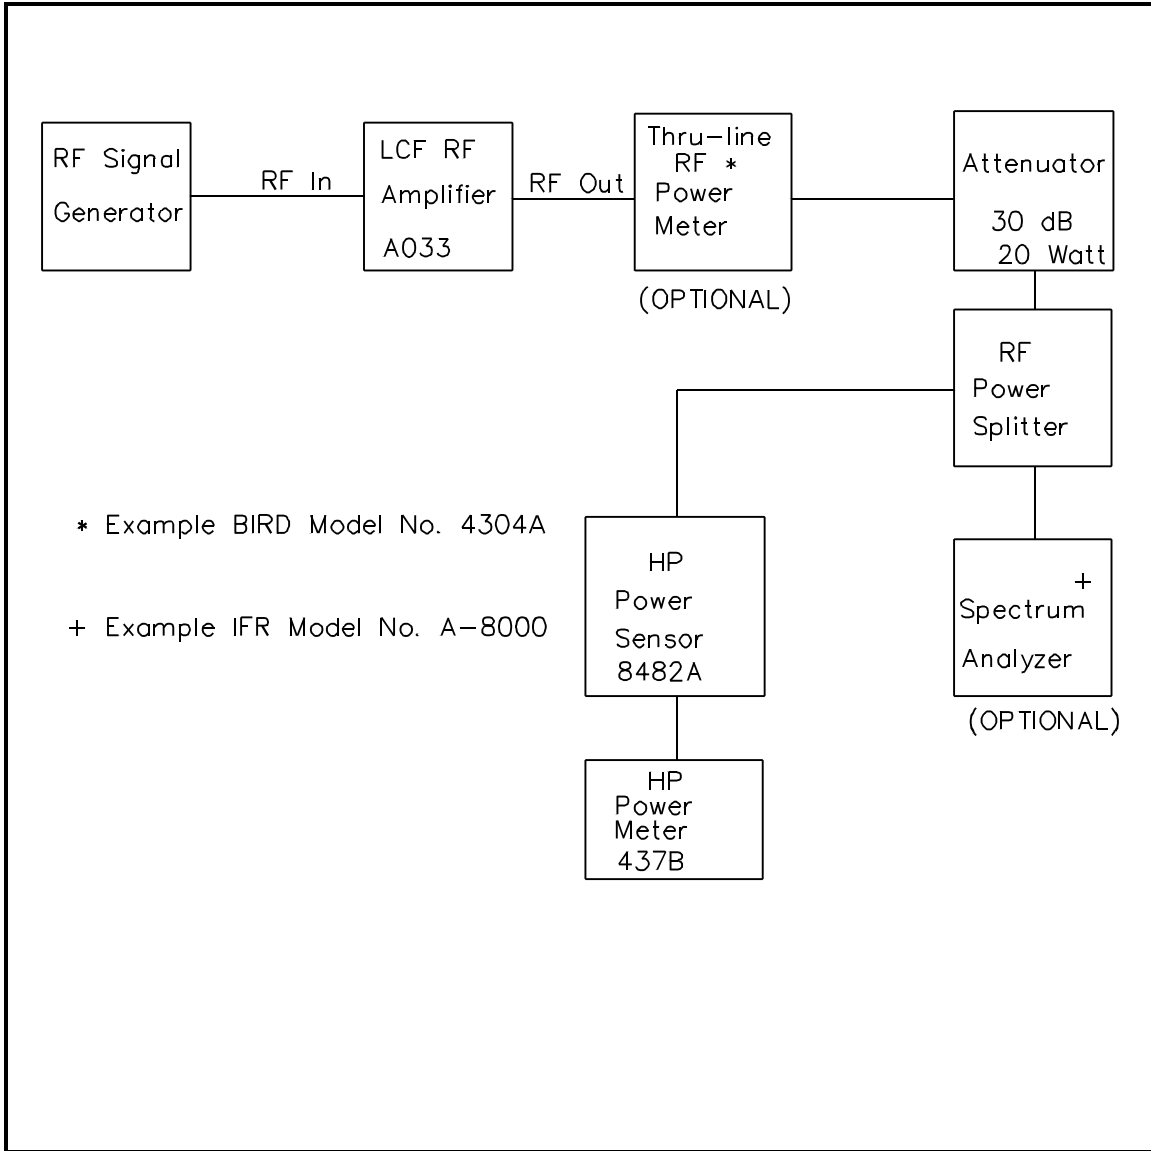 RF Signal
Generator
RF In
LCF RF
Amplifier
A033
RF Out
Thru-line
RF *
Power
Meter
(OPTIONAL)
Attenuator
30 dB
20 Watt
RF
Power
Splitter
* Example BIRD Model No. 4304A
+ Example IFR Model No. A-8000
HP
Power
Sensor
8482A
HP
Power
Meter
437B
+
Spectrum
Analyzer
(OPTIONAL)